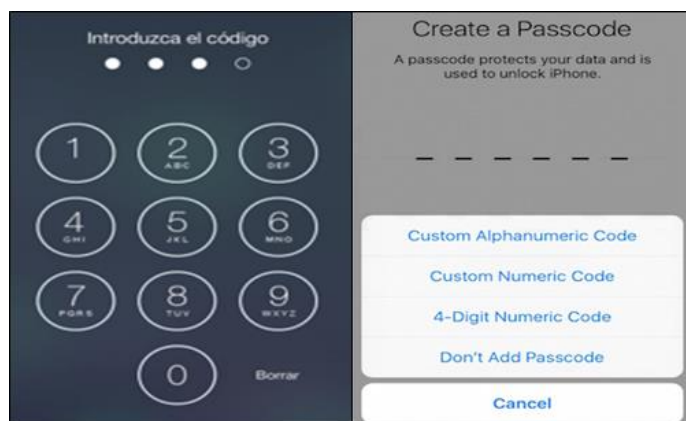 Introduzca el código
1
2
ABC
3
DEF
4
GHI
5
JKL
6
MNO
7
PQRS
8
TUV
9
WXYZ
0
Borrar
Create a Passcode
A passcode protects your data and is
used to unlock iPhone.
Custom Alphanumeric Code
Custom Numeric Code
4-Digit Numeric Code
Don't Add Passcode
Cancel